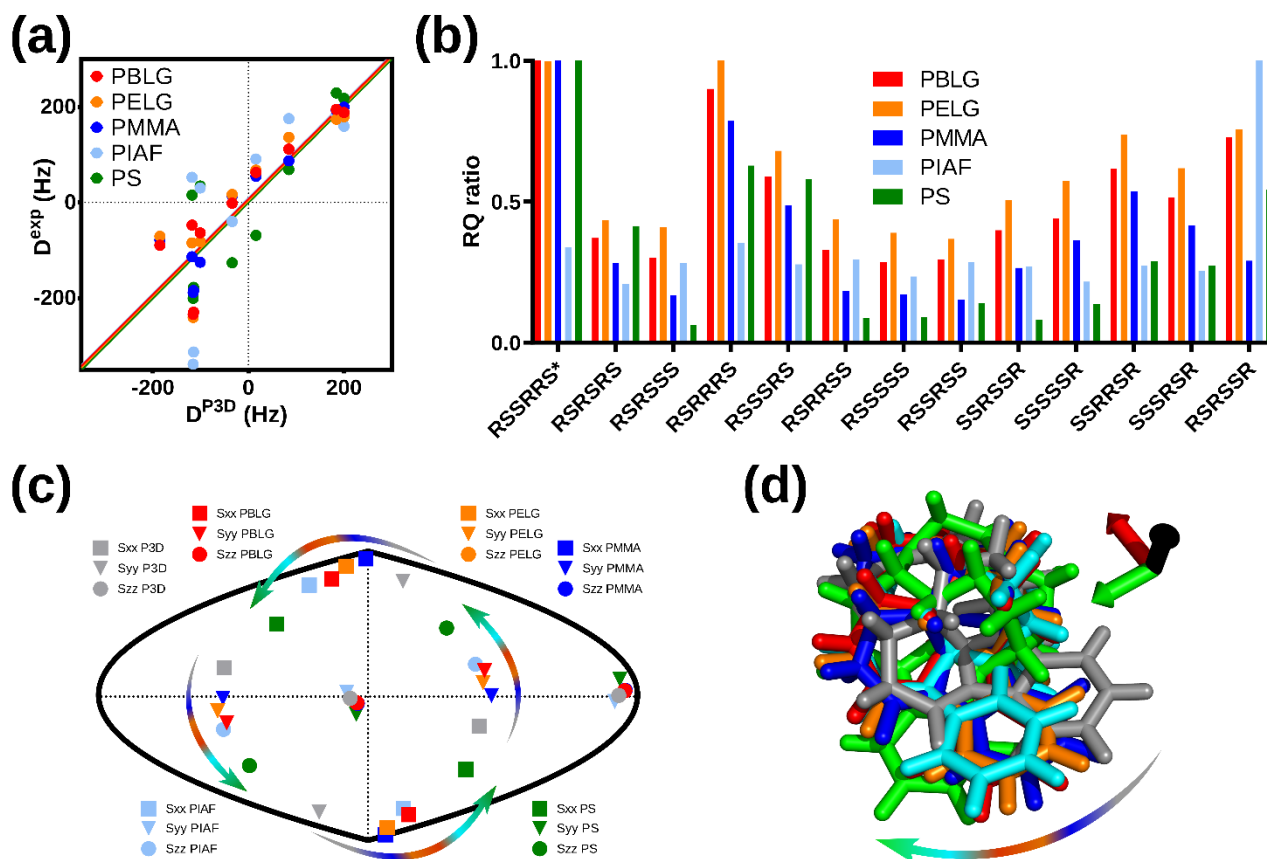 (a)
PBLG
PELG
PMMA
PIAF
PS
200
0
-200
D^exp (Hz)
-200 0 200
D^P3D (Hz)
(b)
1.0
0.5
0.0
RQ ratio
PBLG
PELG
PMMA
PIAF
PS
RSSRRS*
RSRSRS
RSRSSS
RSRRRS
RSSSRS
RSRRSS
RSSSSS
RSSRSS
SSRSSR
SSSSSR
SSRRSR
SSSRSR
RSRSSR
(c)
Sxx P3D
Syy P3D
Szz P3D
Sxx PBLG
Syy PBLG
Szz PBLG
Sxx PELG
Syy PELG
Szz PELG
Sxx PMMA
Syy PMMA
Szz PMMA
Sxx PIAF
Syy PIAF
Szz PIAF
Sxx PS
Syy PS
Szz PS
(d)